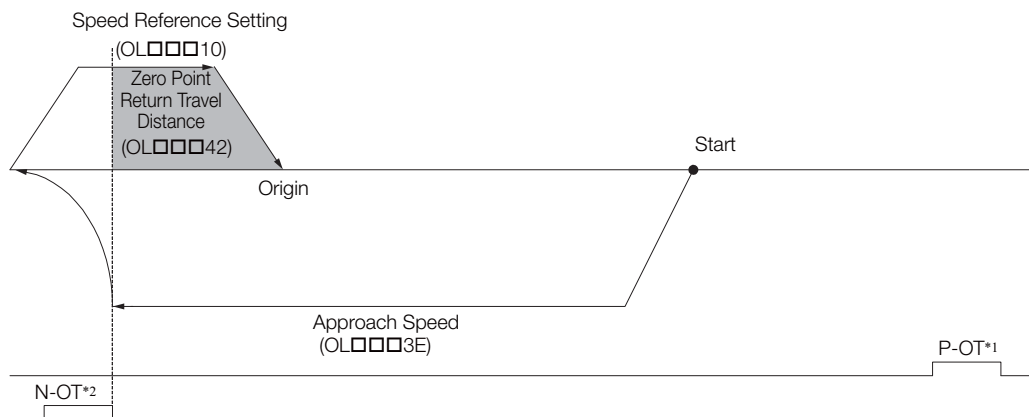 Speed Reference Setting
(OL□□□10)
Zero Point
Return Travel
Distance
(OL□□□42)
Start
Origin
Approach Speed
(OL□□□3E)
P-OT*1
N-OT*2